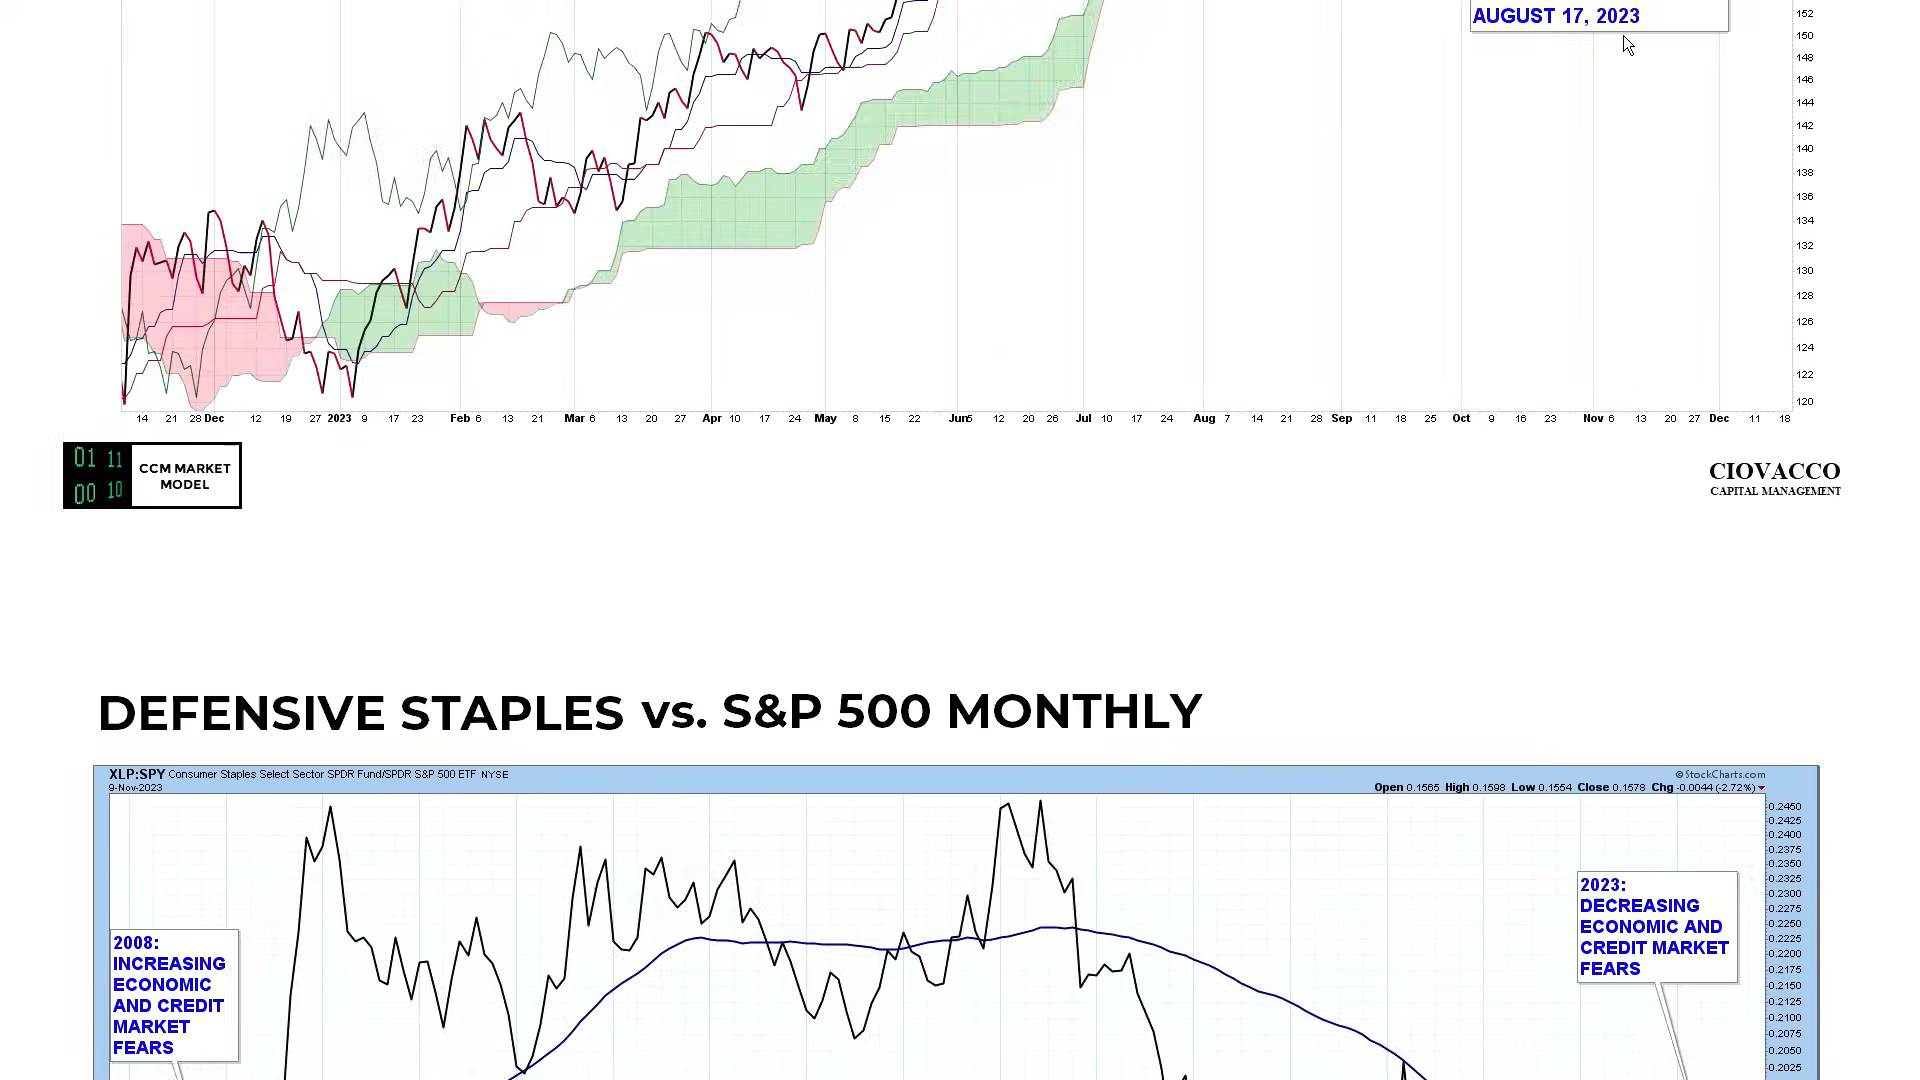 AUGUST 17, 2023
152
150
148
146
144
142
140
138
136
134
132
130
128
126
124
122
120
14 21 28 Dec 12 19 27 2023 9 17 23 Feb 6 13 21 Mar 6 13 20 27 Apr 10 17 24 May 8 15 22 Jun 5 12 20 26 Jul 10 17 24 Aug 7 14 21 28 Sep 11 18 25 Oct 9 16 23 Nov 6 13 20 27 Dec 11 18
01 11
00 10
CCM MARKET
MODEL
CIOVACCO
CAPITAL MANAGEMENT
DEFENSIVE STAPLES vs. S&P 500 MONTHLY
XLP:SPY Consumer Staples Select Sector SPDR Fund/SPDR S&P 500 ETF NYSE
© StockCharts.com
9-Nov-2023
Open 0.1565 High 0.1598 Low 0.1554 Close 0.1578 Chg -0.0044 (-2.72%)
0.2450
0.2425
0.2400
0.2375
0.2350
0.2325
0.2300
0.2275
0.2250
0.2225
0.2200
0.2175
0.2150
0.2125
0.2100
0.2075
0.2050
0.2025
2008:
INCREASING
ECONOMIC
AND CREDIT
MARKET
FEARS
2023:
DECREASING
ECONOMIC AND
CREDIT MARKET
FEARS